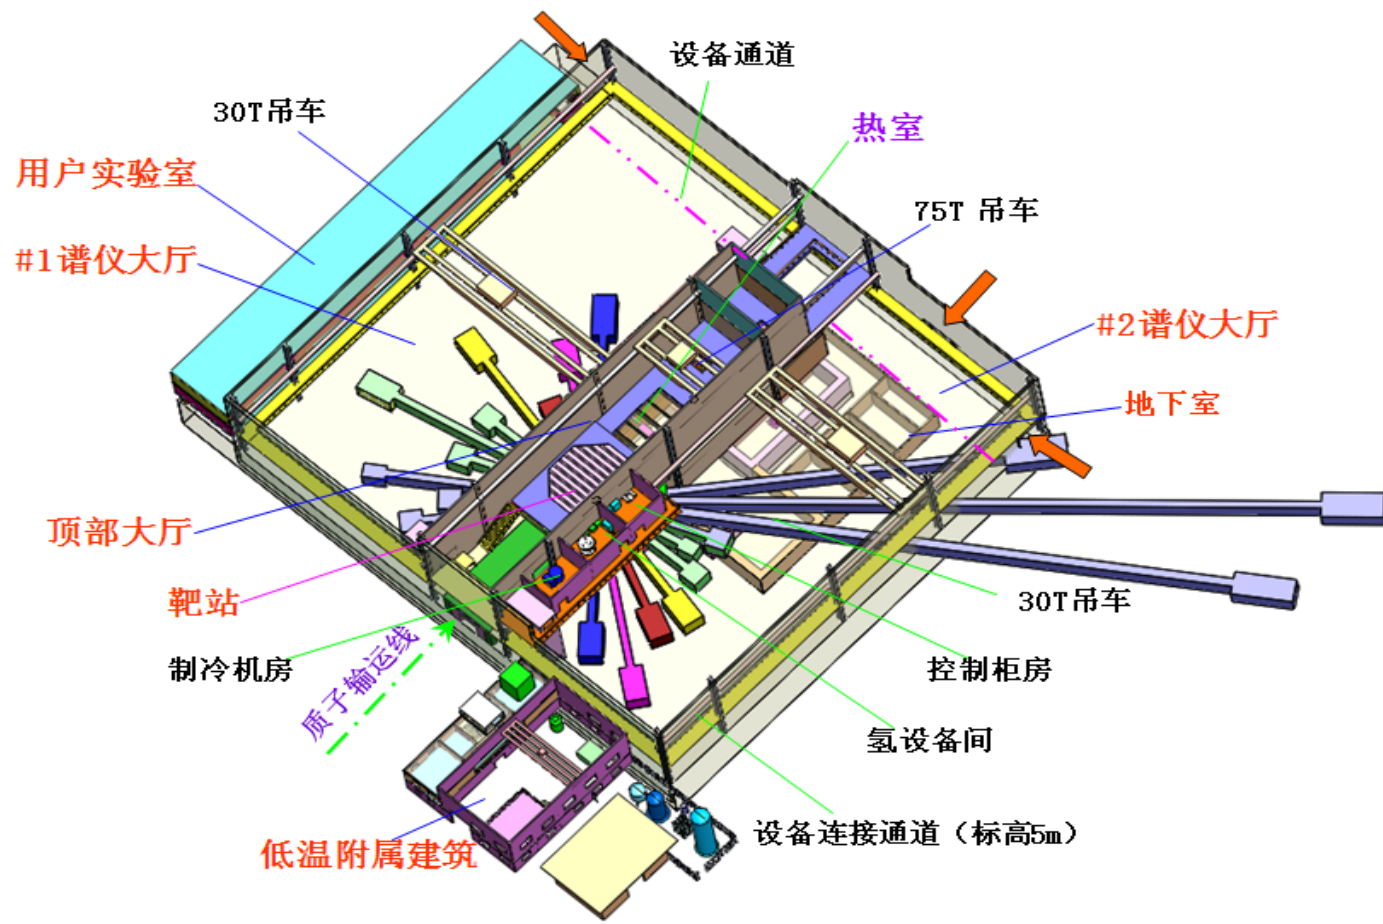 设备通道
30T吊车
热室
用户实验室
75T 吊车
#1谱仪大厅
#2谱仪大厅
地下室
顶部大厅
靶站
30T吊车
制冷机房
质子输运线
控制柜房
氢设备间
设备连接通道（标高5m）
低温附属建筑